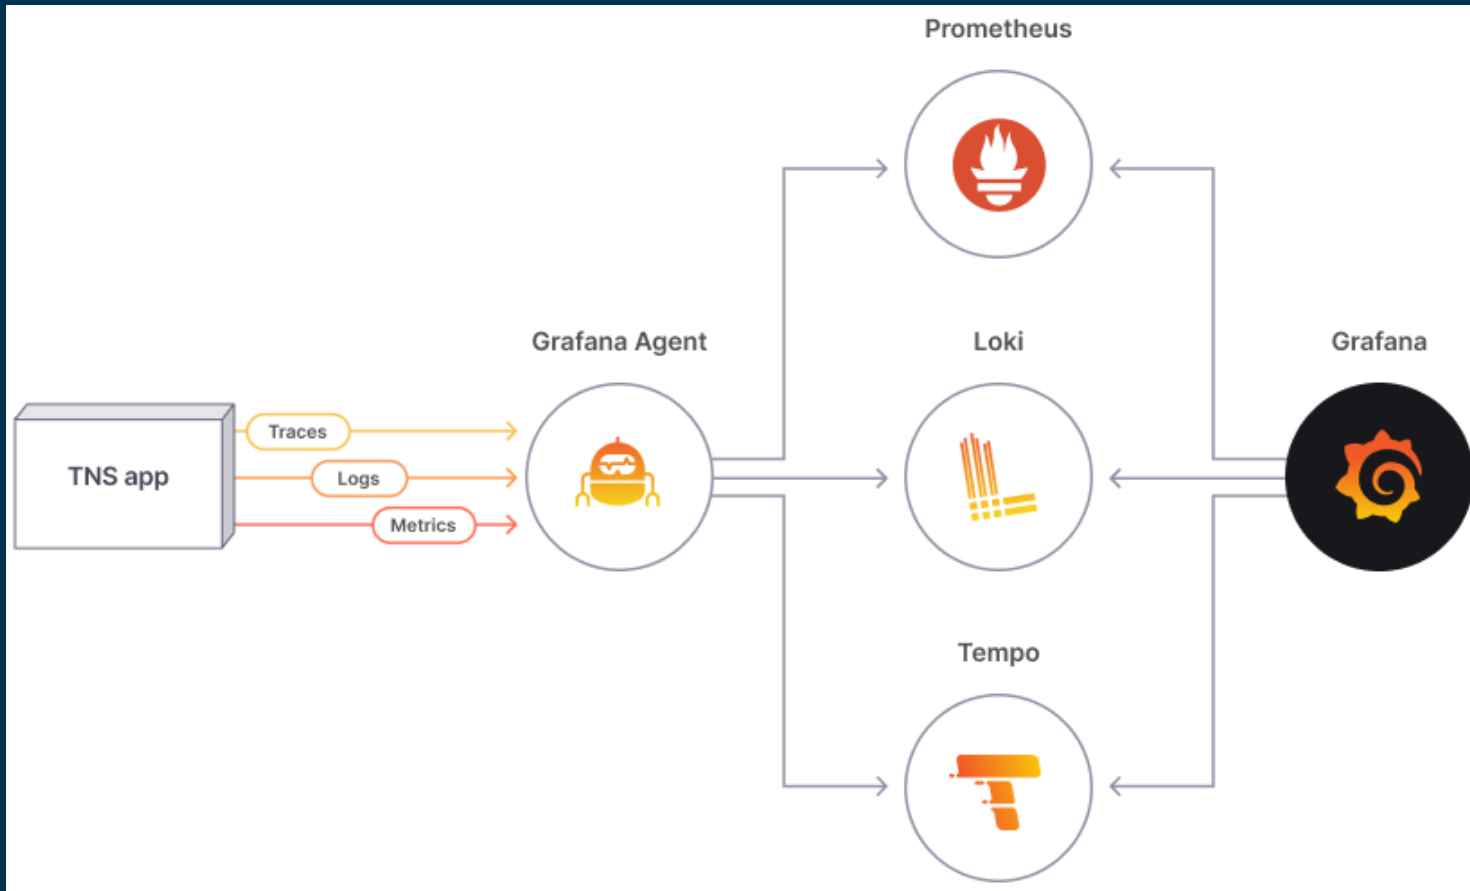 Prometheus
Grafana Agent
Loki
Grafana
TNS app
Traces
Logs
Metrics
Tempo